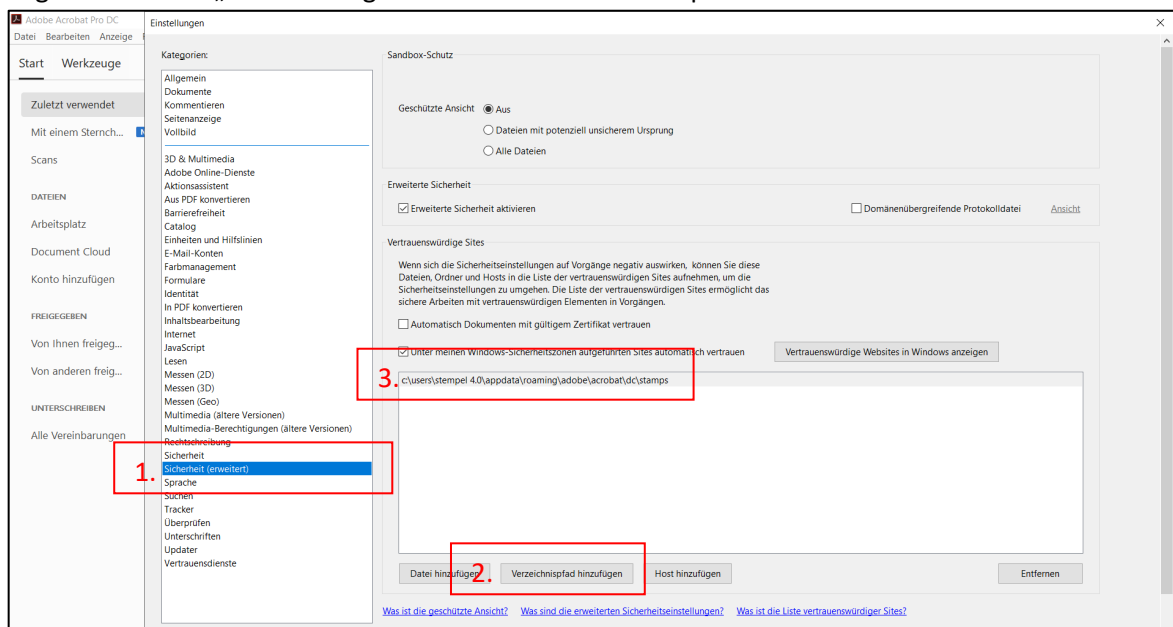 Adobe Acrobat Pro DC
Datei Bearbeiten Anzeige
Start Werkzeuge
Zuletzt verwendet
Mit einem Sternch...
Scans
DATEIEN
Arbeitsplatz
Document Cloud
Konto hinzufügen
FREIGEGEBEN
Von Ihnen freigeg...
Von anderen freig...
UNTERSCHREIBEN
Alle Vereinbarungen
Einstellungen
Kategorien:
Allgemein
Dokumente
Kommentieren
Seitenanzeige
Vollbild
3D & Multimedia
Adobe Online-Dienste
Aktionsassistent
Aus PDF konvertieren
Barrierefreiheit
Catalog
Einheiten und Hilfslinien
E-Mail-Konten
Farbmanagement
Formulare
Identität
In PDF konvertieren
Inhaltsbearbeitung
Internet
JavaScript
Lesen
Messen (2D)
Messen (3D)
Messen (Geo)
Multimedia (ältere Versionen)
Multimedia-Berechtigungen (ältere Versionen)
Rechtschreibung
Sicherheit
1. Sicherheit (erweitert)
Sprache
Suchen
Tracker
Überprüfen
Unterschriften
Updater
Vertrauensdienste
Sandbox-Schutz
Geschützte Ansicht Aus
Dateien mit potenziell unsicherem Ursprung
Alle Dateien
Erweiterte Sicherheit
Erweiterte Sicherheit aktivieren Domänenübergreifende Protokolldatei Ansicht
Vertrauenswürdige Sites
Wenn sich die Sicherheitseinstellungen auf Vorgänge negativ auswirken, können Sie diese
Dateien, Ordner und Hosts in die Liste der vertrauenswürdigen Sites aufnehmen, um die
Sicherheitseinstellungen zu umgehen. Die Liste der vertrauenswürdigen Sites ermöglicht das
sichere Arbeiten mit vertrauenswürdigen Elementen in Vorgängen.
Automatisch Dokumenten mit gültigem Zertifikat vertrauen
Unter meinen Windows-Sicherheitszonen aufgeführten Sites automatisch vertrauen Vertrauenswürdige Websites in Windows anzeigen
3. c:\users\stempel 4.0\appdata\roaming\adobe\acrobat\dc\stamps
Datei hinzufügen 2. Verzeichnispfad hinzufügen Host hinzufügen Entfernen
Was ist die geschützte Ansicht? Was sind die erweiterten Sicherheitseinstellungen? Was ist die Liste vertrauenswürdiger Sites?